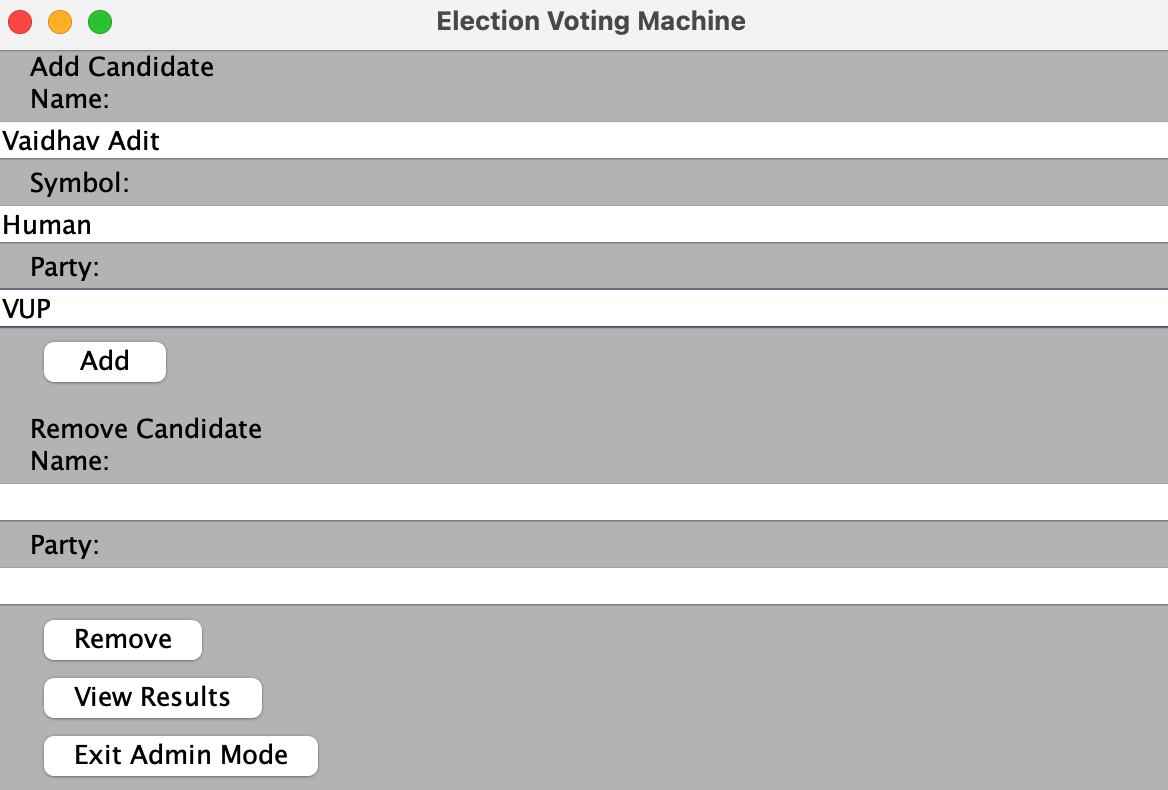 Election Voting Machine
Add Candidate
Name:
Vaidhav Adit
Symbol:
Human
Party:
VUP
Add
Remove Candidate
Name:
Party:
Remove
View Results
Exit Admin Mode